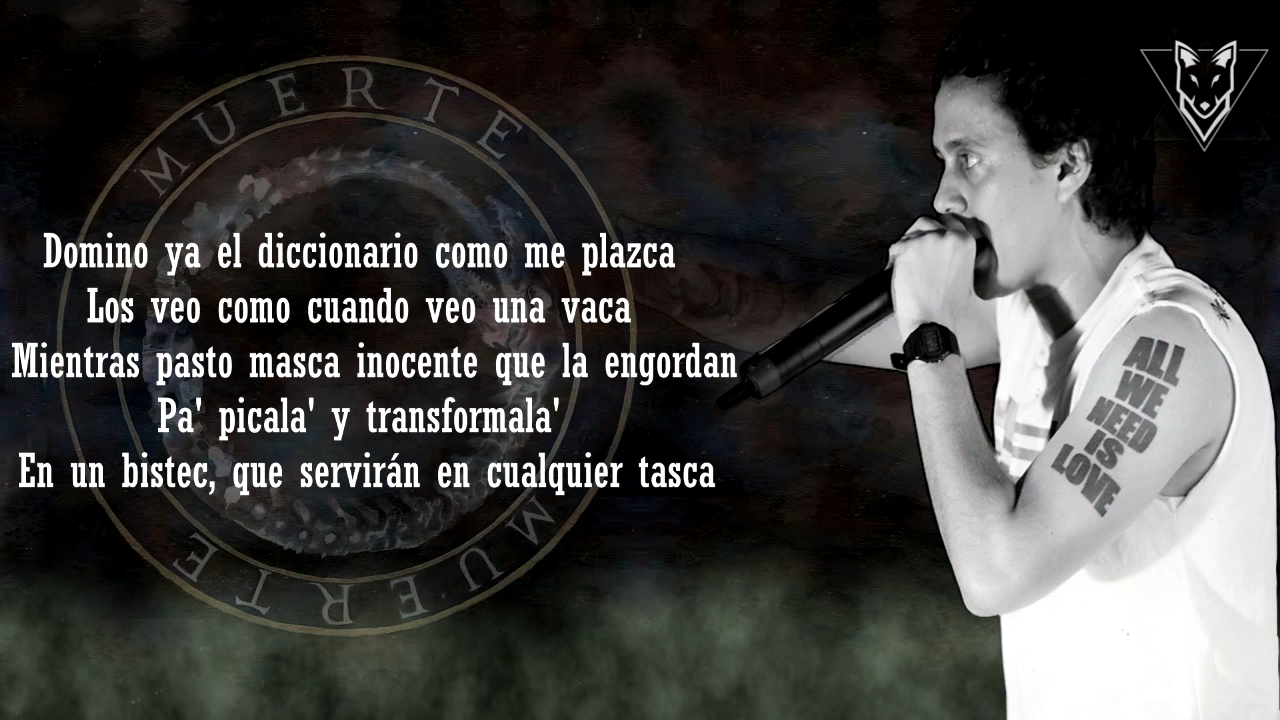 MUERTE
Domino ya el diccionario como me plazca
Los veo como cuando veo una vaca
Mientras pasto masca inocente que la engordan
Pa' picala' y transformala'
En un bistec, que servirán en cualquier tasca
MUERTE
ALL
WE
NEED
IS
LOVE